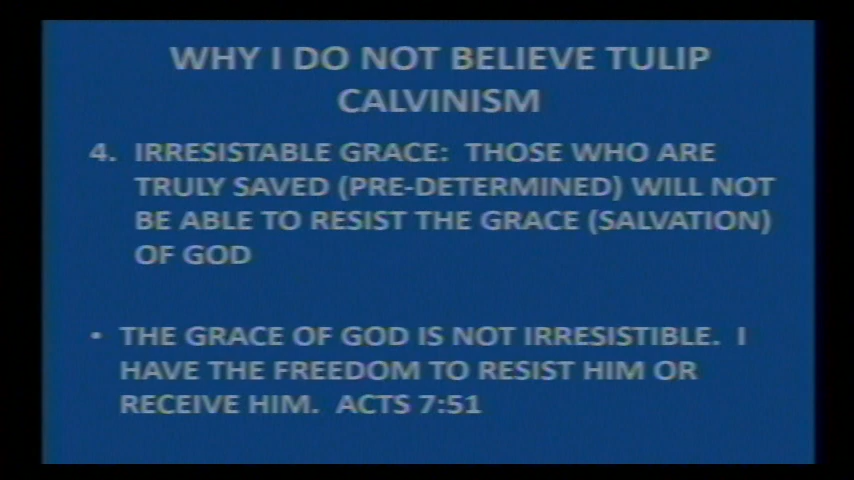 WHY I DO NOT BELIEVE TULIP
CALVINISM
4. IRRESISTABLE GRACE: THOSE WHO ARE
TRULY SAVED (PRE-DETERMINED) WILL NOT
BE ABLE TO RESIST THE GRACE (SALVATION)
OF GOD
• THE GRACE OF GOD IS NOT IRRESISTIBLE. I
HAVE THE FREEDOM TO RESIST HIM OR
RECEIVE HIM. ACTS 7:51